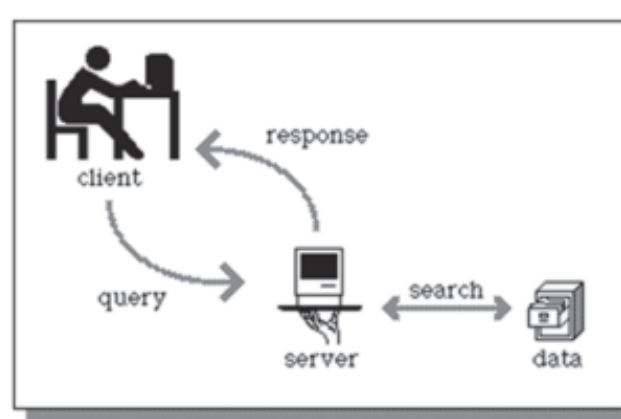 response
client
query
search
server
data